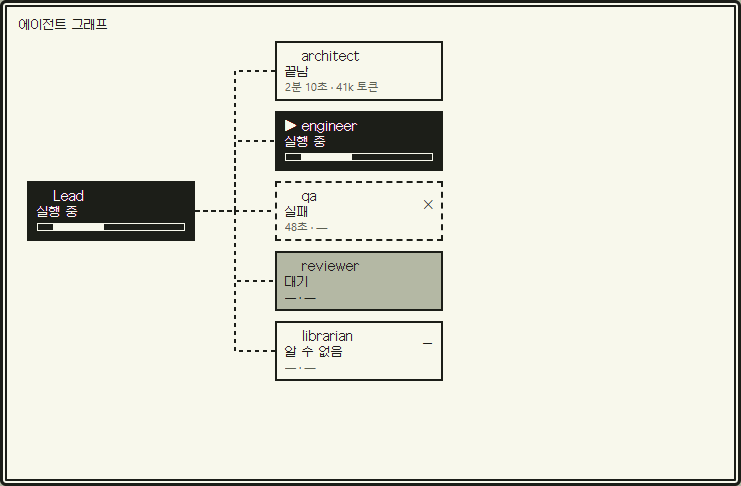 에이전트 그래프
architect
끝남
2분 10초 · 41k 토큰
▶ engineer
실행 중
Lead
실행 중
qa
실패
48초 · —
×
reviewer
대기
— · —
librarian
알 수 없음
— · —
—